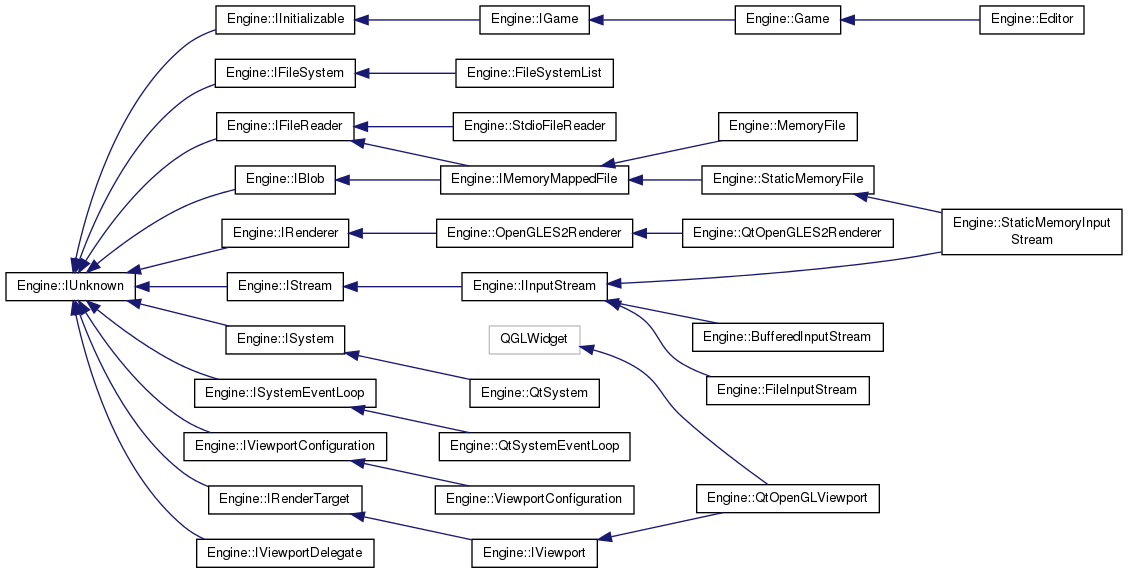 Engine::IInitializable
Engine::IGame
Engine::Game
Engine::Editor
Engine::IFileSystem
Engine::FileSystemList
Engine::IFileReader
Engine::StdioFileReader
Engine::MemoryFile
Engine::IBlob
Engine::IMemoryMappedFile
Engine::StaticMemoryFile
Engine::IRenderer
Engine::OpenGLES2Renderer
Engine::QtOpenGLES2Renderer
Engine::StaticMemoryInput
Stream
Engine::IUnknown
Engine::IStream
Engine::IInputStream
Engine::ISystem
QGLWidget
Engine::BufferedInputStream
Engine::ISystemEventLoop
Engine::QtSystem
Engine::FileInputStream
Engine::IViewportConfiguration
Engine::QtSystemEventLoop
Engine::IRenderTarget
Engine::ViewportConfiguration
Engine::QtOpenGLViewport
Engine::IViewportDelegate
Engine::IViewport